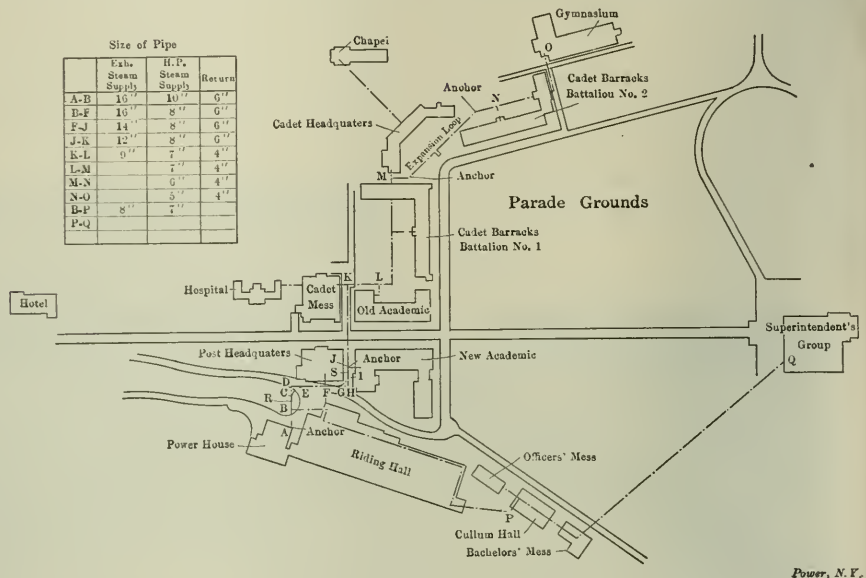 Size of Pipe
Exh. Steam Supply H.P. Steam Supply Return
A-B 16" 10" 6"
B-F 16" 8" 6"
F-J 14" 8" 6"
J-K 12" 8" 6"
K-L 9" 7" 4"
L-M 7" 4"
M-N 6" 4"
N-O 5" 4"
B-P 8" 7"
P-Q
Gymnasium
O
Chapel
Anchor
N
Cadet Barracks
Battalion No. 2
Cadet Headquaters
Expansion Loop
M
Anchor
Parade Grounds
Cadet Barracks
Battalion No. 1
K
L
Hospital
Cadet
Mess
Old Academic
Hotel
Superintendent's
Group
Q
Post Headquaters
J
Anchor
New Academic
S
I
D
C
E
F
G
H
R
B
A
Anchor
Power House
Riding Hall
Officers' Mess
P
Cullum Hall
Bachelors' Mess
Power, N.Y.